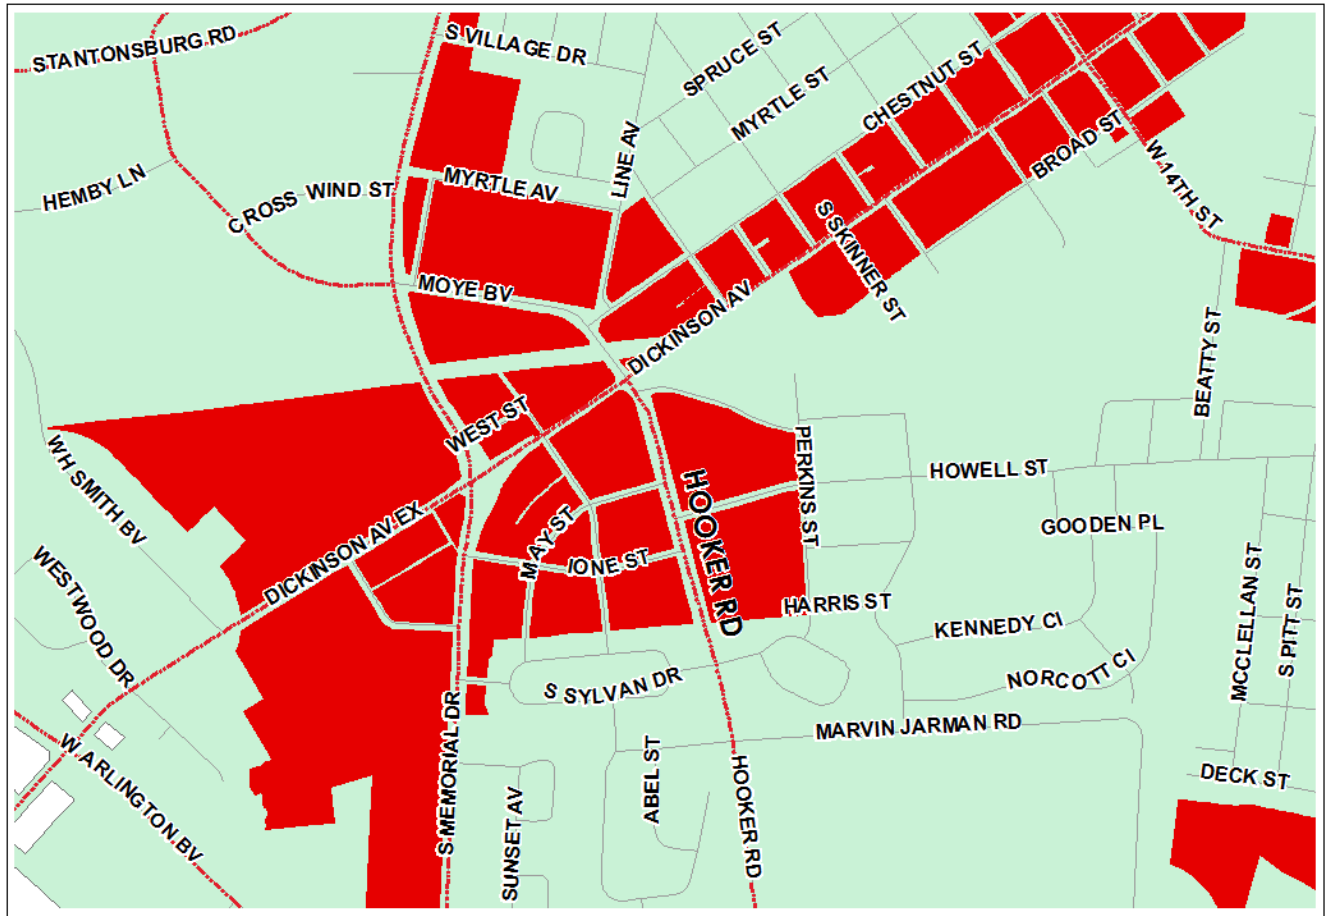 STANTONSBURG RD
S VILLAGE DR
SPRUCE ST
MYRTLE ST
CHESTNUT ST
BROAD ST
W 14TH ST
HEMBY LN
CROSS WIND ST
MYRTLE AV
LINE AV
S SKINNER ST
MOYE BV
DICKINSON AV
BEATTY ST
WEST ST
WH SMITH BV
PERKINS ST
HOWELL ST
HOOKER RD
GOODEN PL
DICKINSON AV EX
MAY ST
IONE ST
WESTWOOD DR
HARRIS ST
KENNEDY CI
MCCLELLAN ST
S PITT ST
NORCOTT CI
S SYLVAN DR
MARVIN JARMAN RD
S MEMORIAL DR
ABEL ST
HOOKER RD
DECK ST
W ARLINGTON BV
SUNSET AV